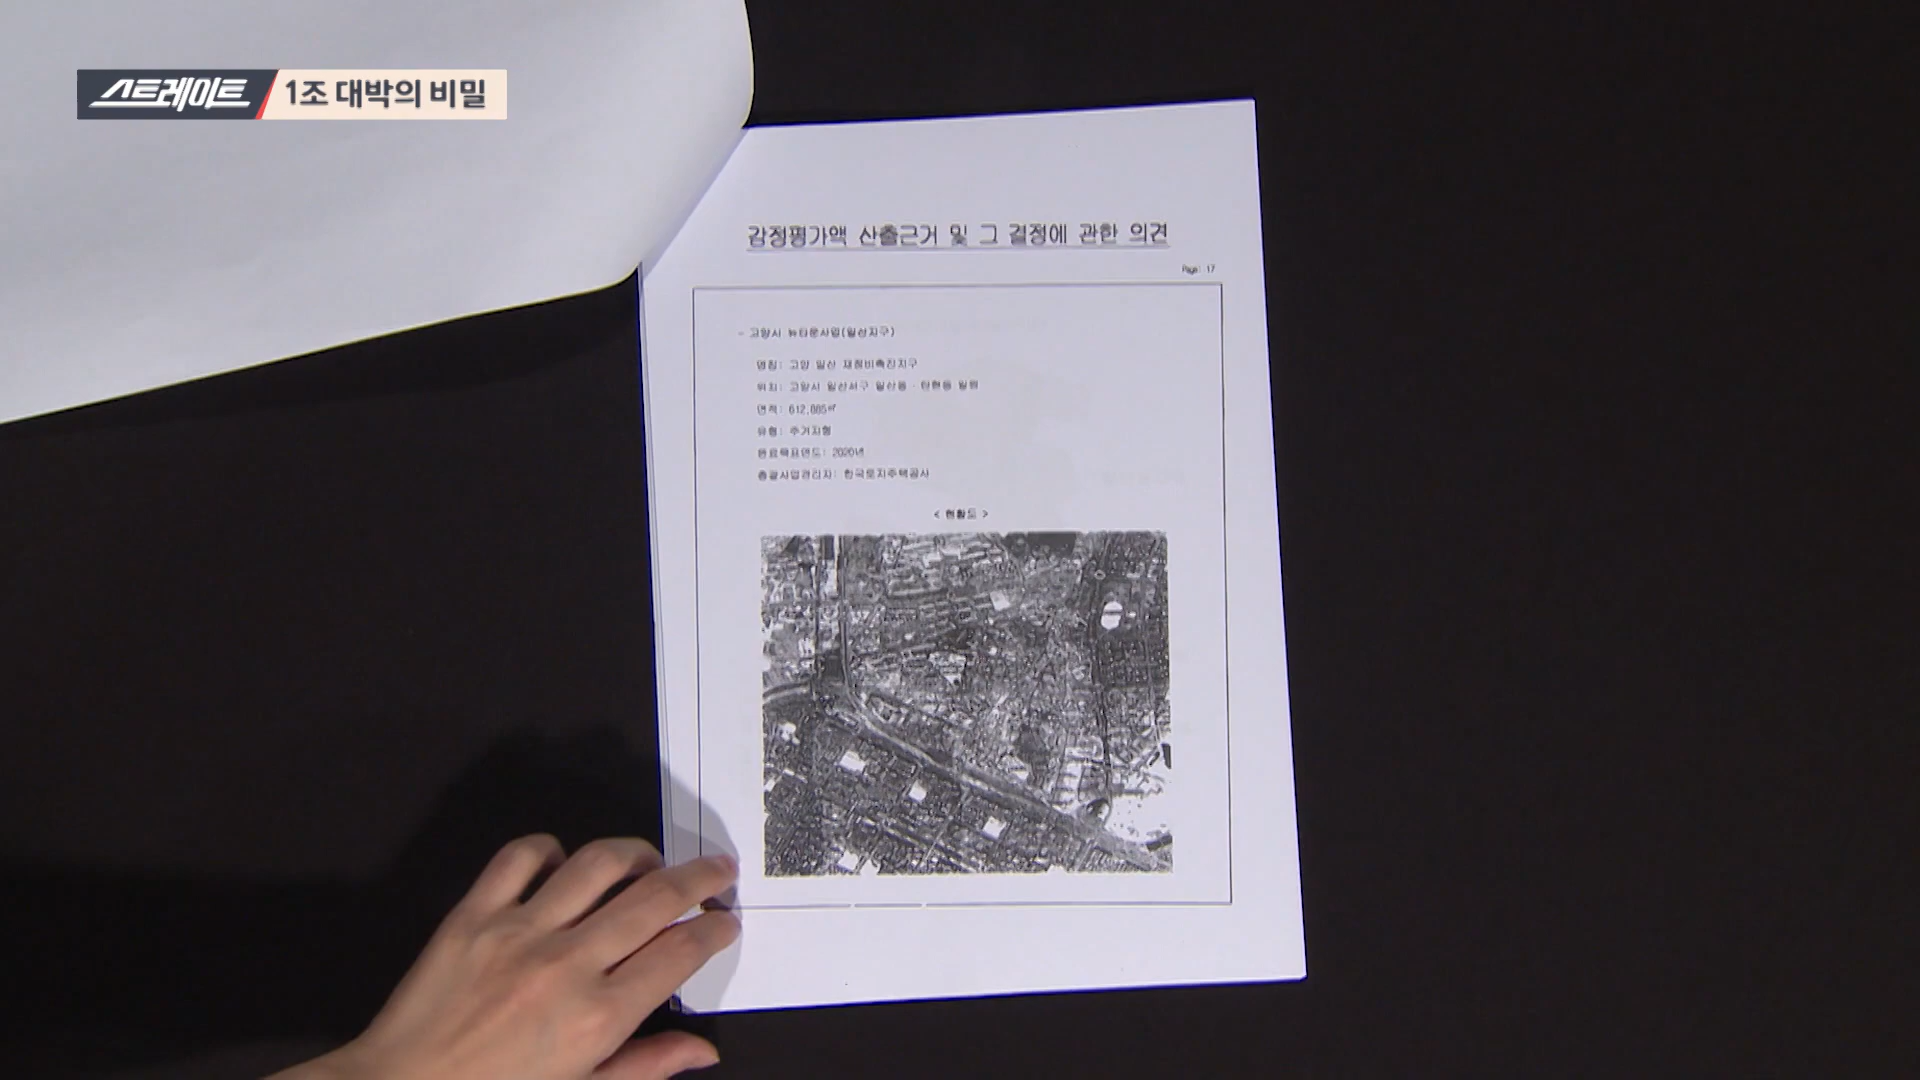 스트레이트 1조 대박의 비밀
감정평가액 산출근거 및 그 결정에 관한 의견
Page: 17
- 고양시 뉴타운사업(일산지구)
명칭: 고양 일산 재정비촉진지구
위치: 고양시 일산서구 일산동 · 탄현동 일원
면적: 612,885㎡
유형: 주거지형
완료목표연도: 2020년
총괄사업관리자: 한국토지주택공사
< 현황도 >